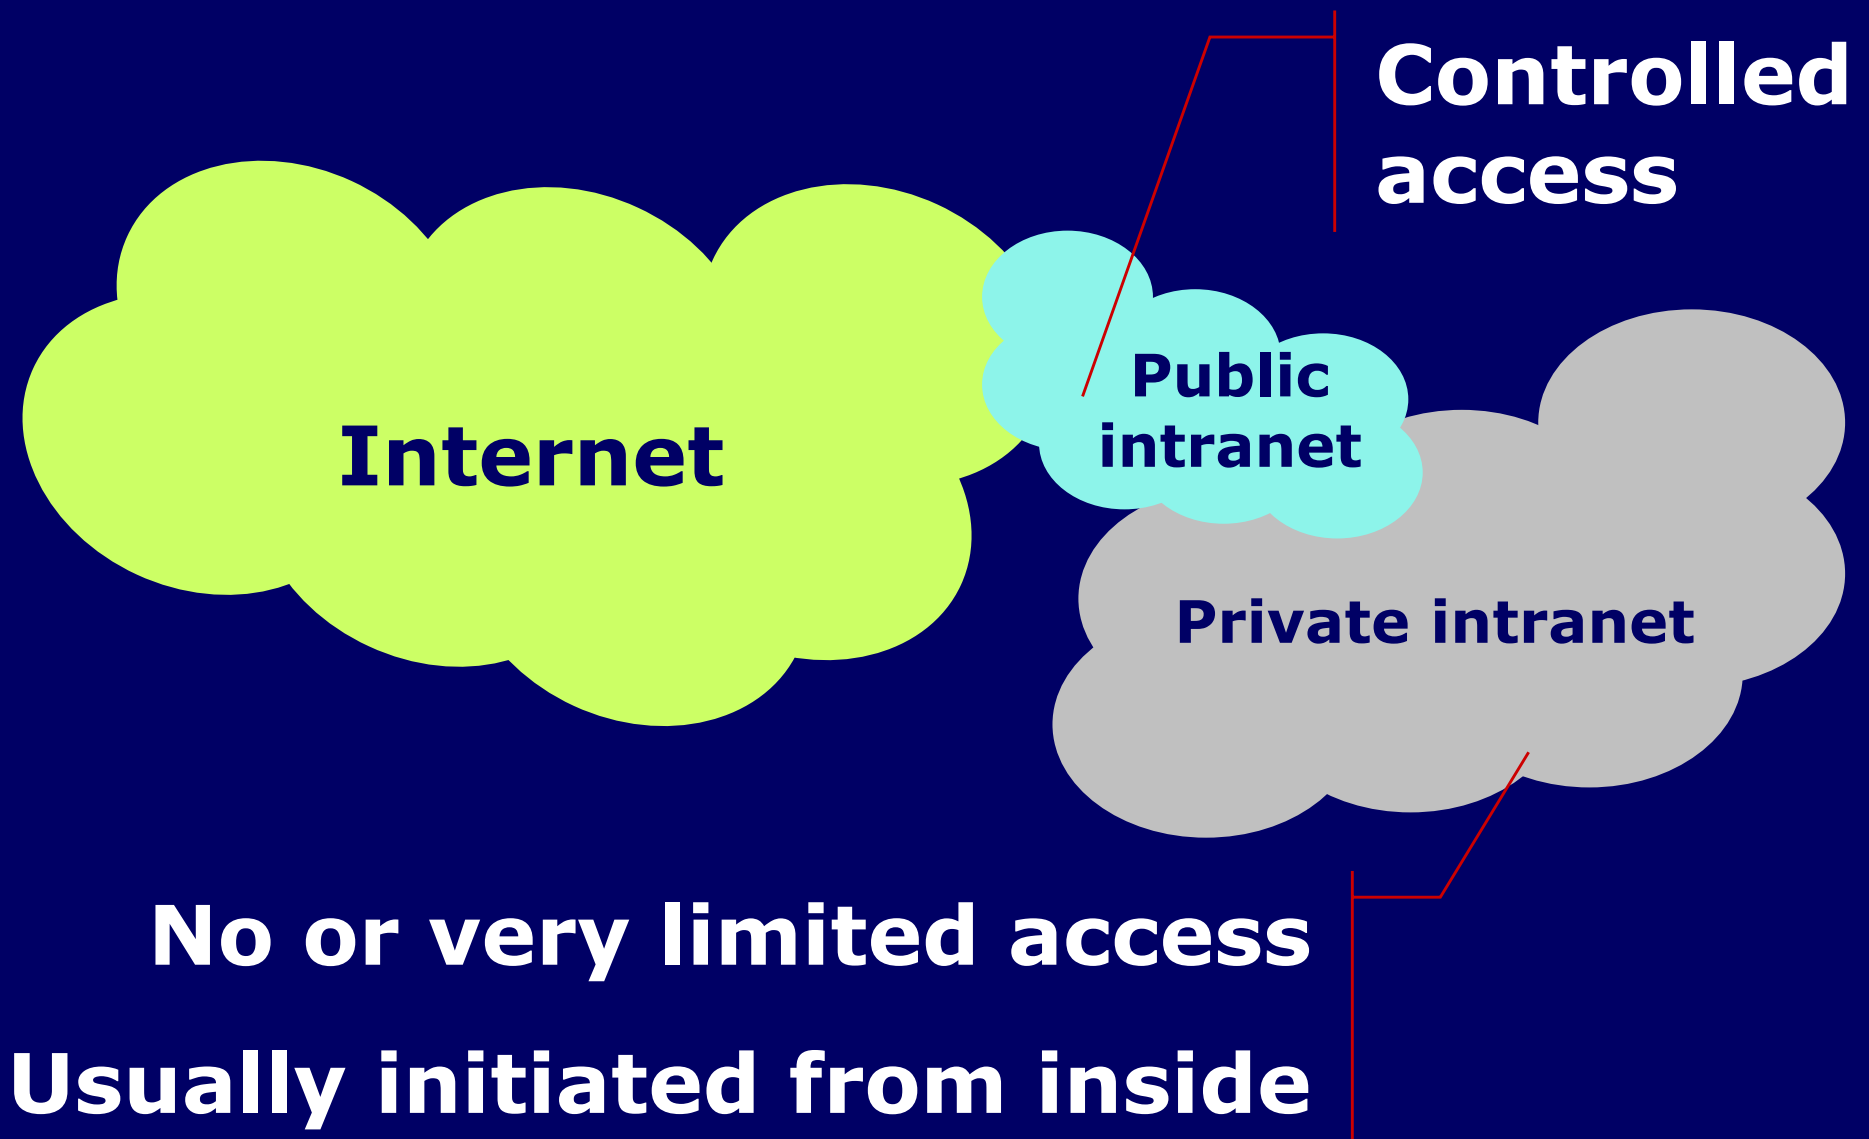 Controlled
access
Internet
Public
intranet
Private intranet
No or very limited access
Usually initiated from inside